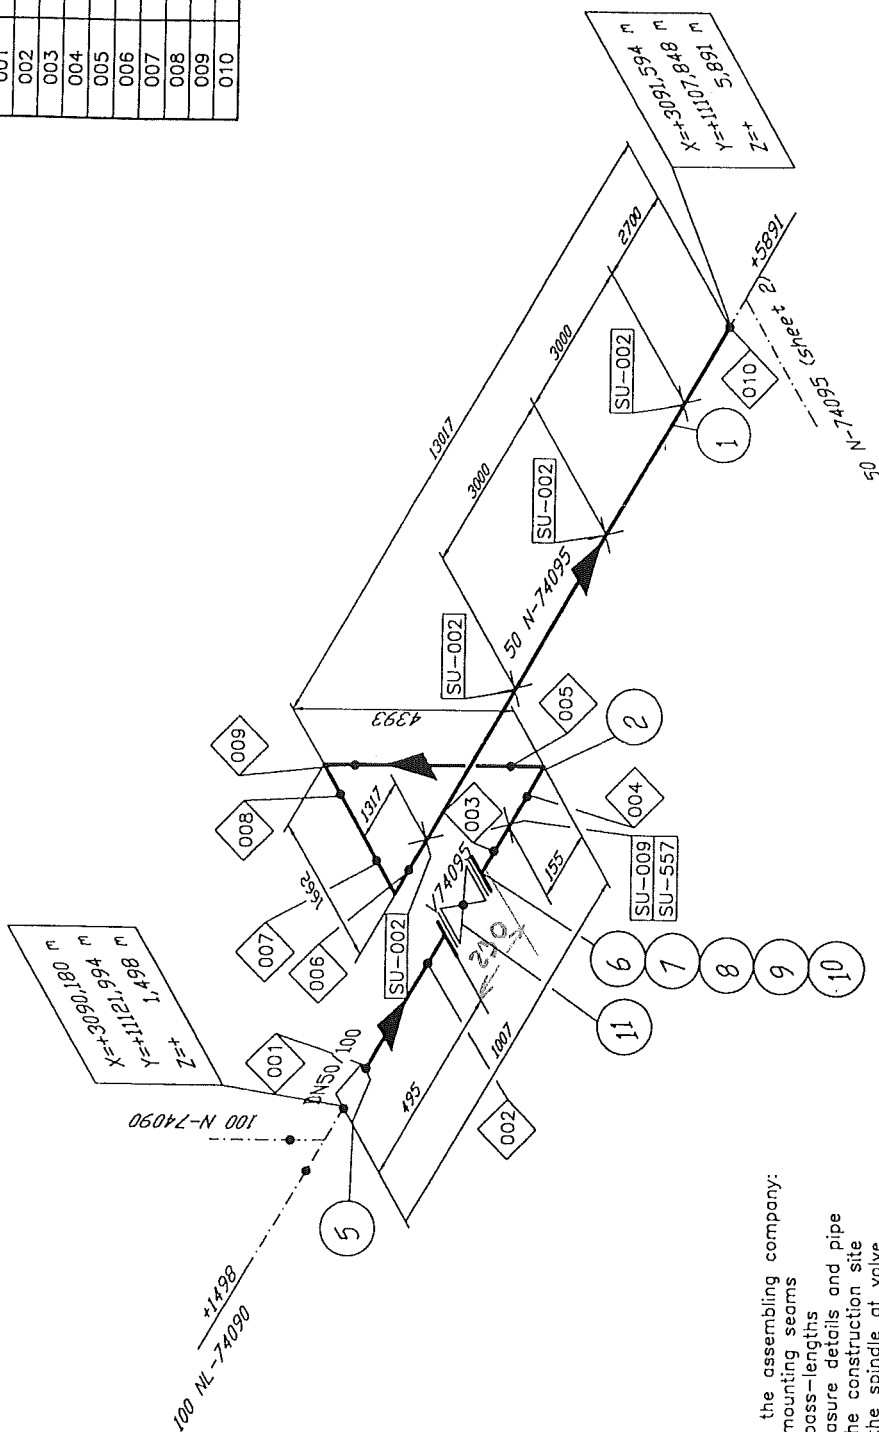 001
002
003
004
005
006
007
008
009
010
X=+3091,594 m
Y=+11107,848 m
Z=+ 5,891 m
2700
3000
3000
13017
+5891
50 N-74095 (sheet 2)
010
SU-002
SU-002
SU-002
1
50 N-74095
4393
009
008
1317
1662
007
006
005
2
003
004
155
SU-009
SU-557
SU-002
V74095
230
6
7
8
9
10
11
X=+3090,180 m
Y=+11121,994 m
Z=+ 1,498 m
001
DN50/100
100 N-74090
495
1007
002
5
+1498
100 NL-74090
the assembling company:
mounting seams
pass-lengths
asure details and pipe
he construction site
the spindle at valve